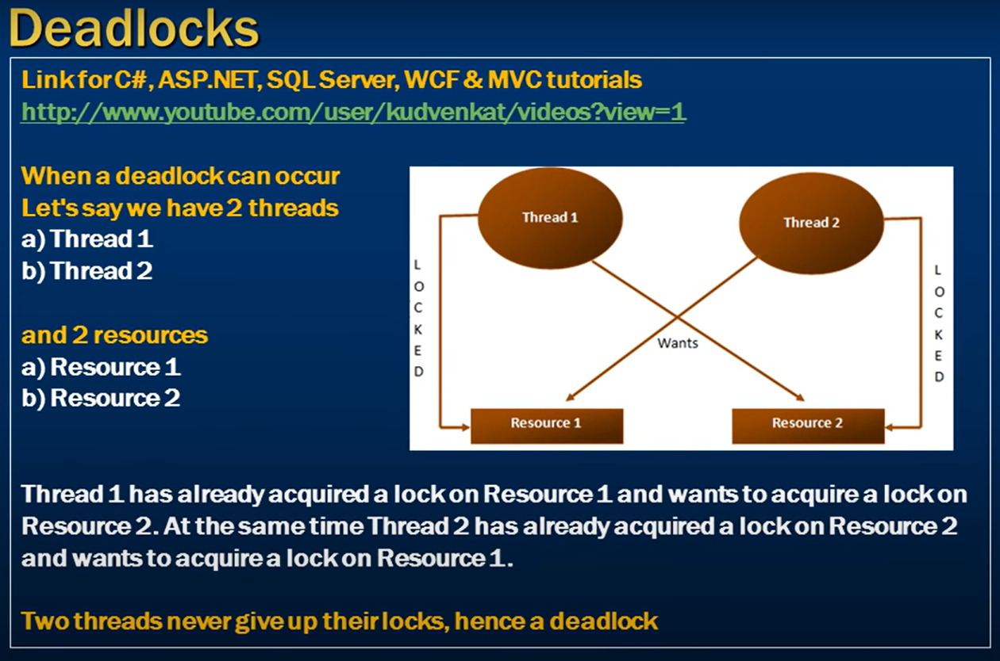 Deadlocks
Link for C#, ASP.NET, SQL Server, WCF & MVC tutorials
http://www.youtube.com/user/kudvenkat/videos?view=1
When a deadlock can occur
Let's say we have 2 threads
a) Thread 1
b) Thread 2
and 2 resources
a) Resource 1
b) Resource 2
Thread 1
Thread 2
LOCKED
LOCKED
Wants
Resource 1
Resource 2
Thread 1 has already acquired a lock on Resource 1 and wants to acquire a lock on
Resource 2. At the same time Thread 2 has already acquired a lock on Resource 2
and wants to acquire a lock on Resource 1.
Two threads never give up their locks, hence a deadlock